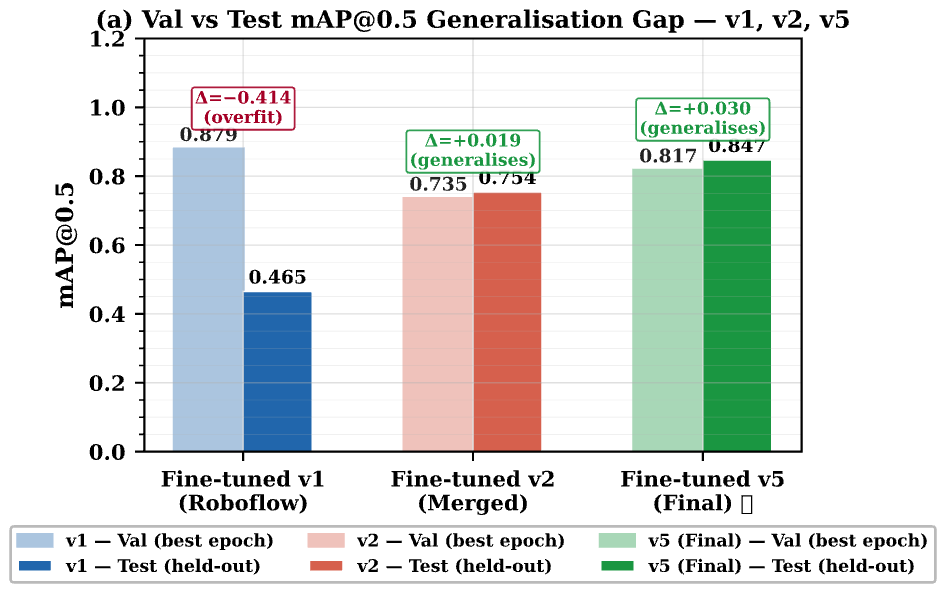 (a) Val vs Test mAP@0.5 Generalisation Gap — v1, v2, v5
mAP@0.5
1.2
1.0
0.8
0.6
0.4
0.2
0.0
Δ=−0.414
(overfit)
0.879
0.465
Δ=+0.019
(generalises)
0.735
0.754
Δ=+0.030
(generalises)
0.817
0.847
Fine-tuned v1
(Roboflow)
Fine-tuned v2
(Merged)
Fine-tuned v5
(Final) 
v1 — Val (best epoch)
v1 — Test (held-out)
v2 — Val (best epoch)
v2 — Test (held-out)
v5 (Final) — Val (best epoch)
v5 (Final) — Test (held-out)